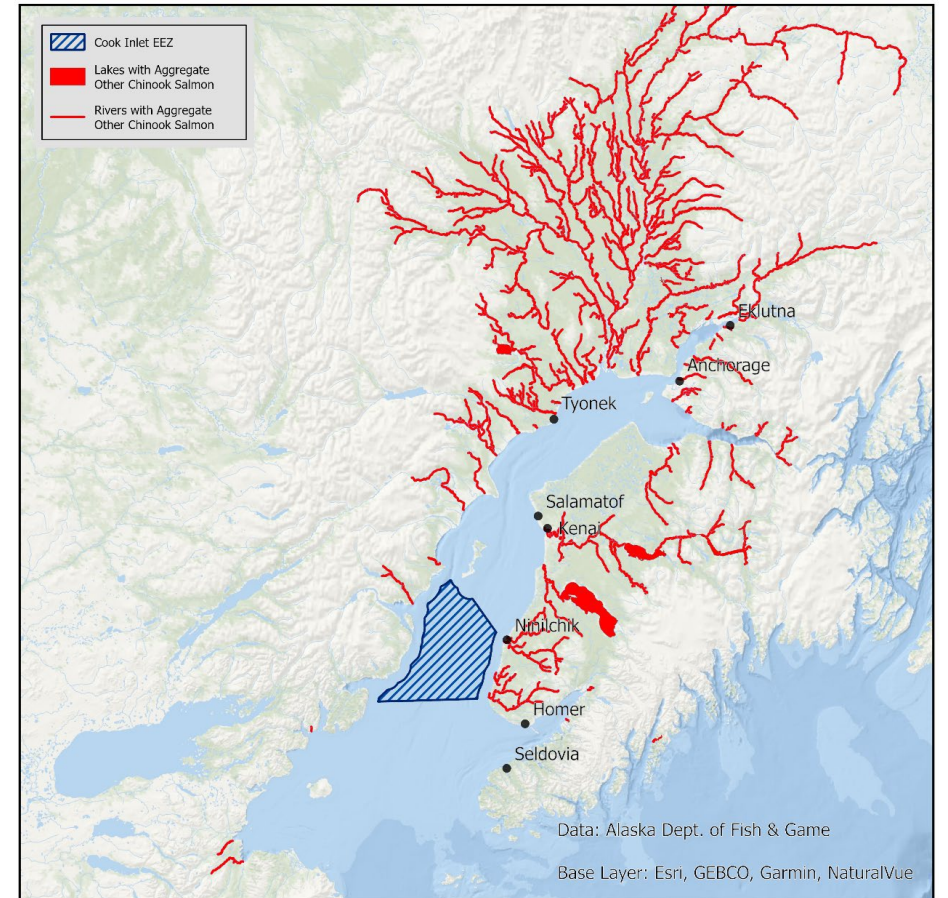 Cook Inlet EEZ
Lakes with Aggregate
Other Chinook Salmon
Rivers with Aggregate
Other Chinook Salmon
Eklutna
Anchorage
Tyonek
Salamatof
Kenai
Ninilchik
Homer
Seldovia
Data: Alaska Dept. of Fish & Game
Base Layer: Esri, GEBCO, Garmin, NaturalVue